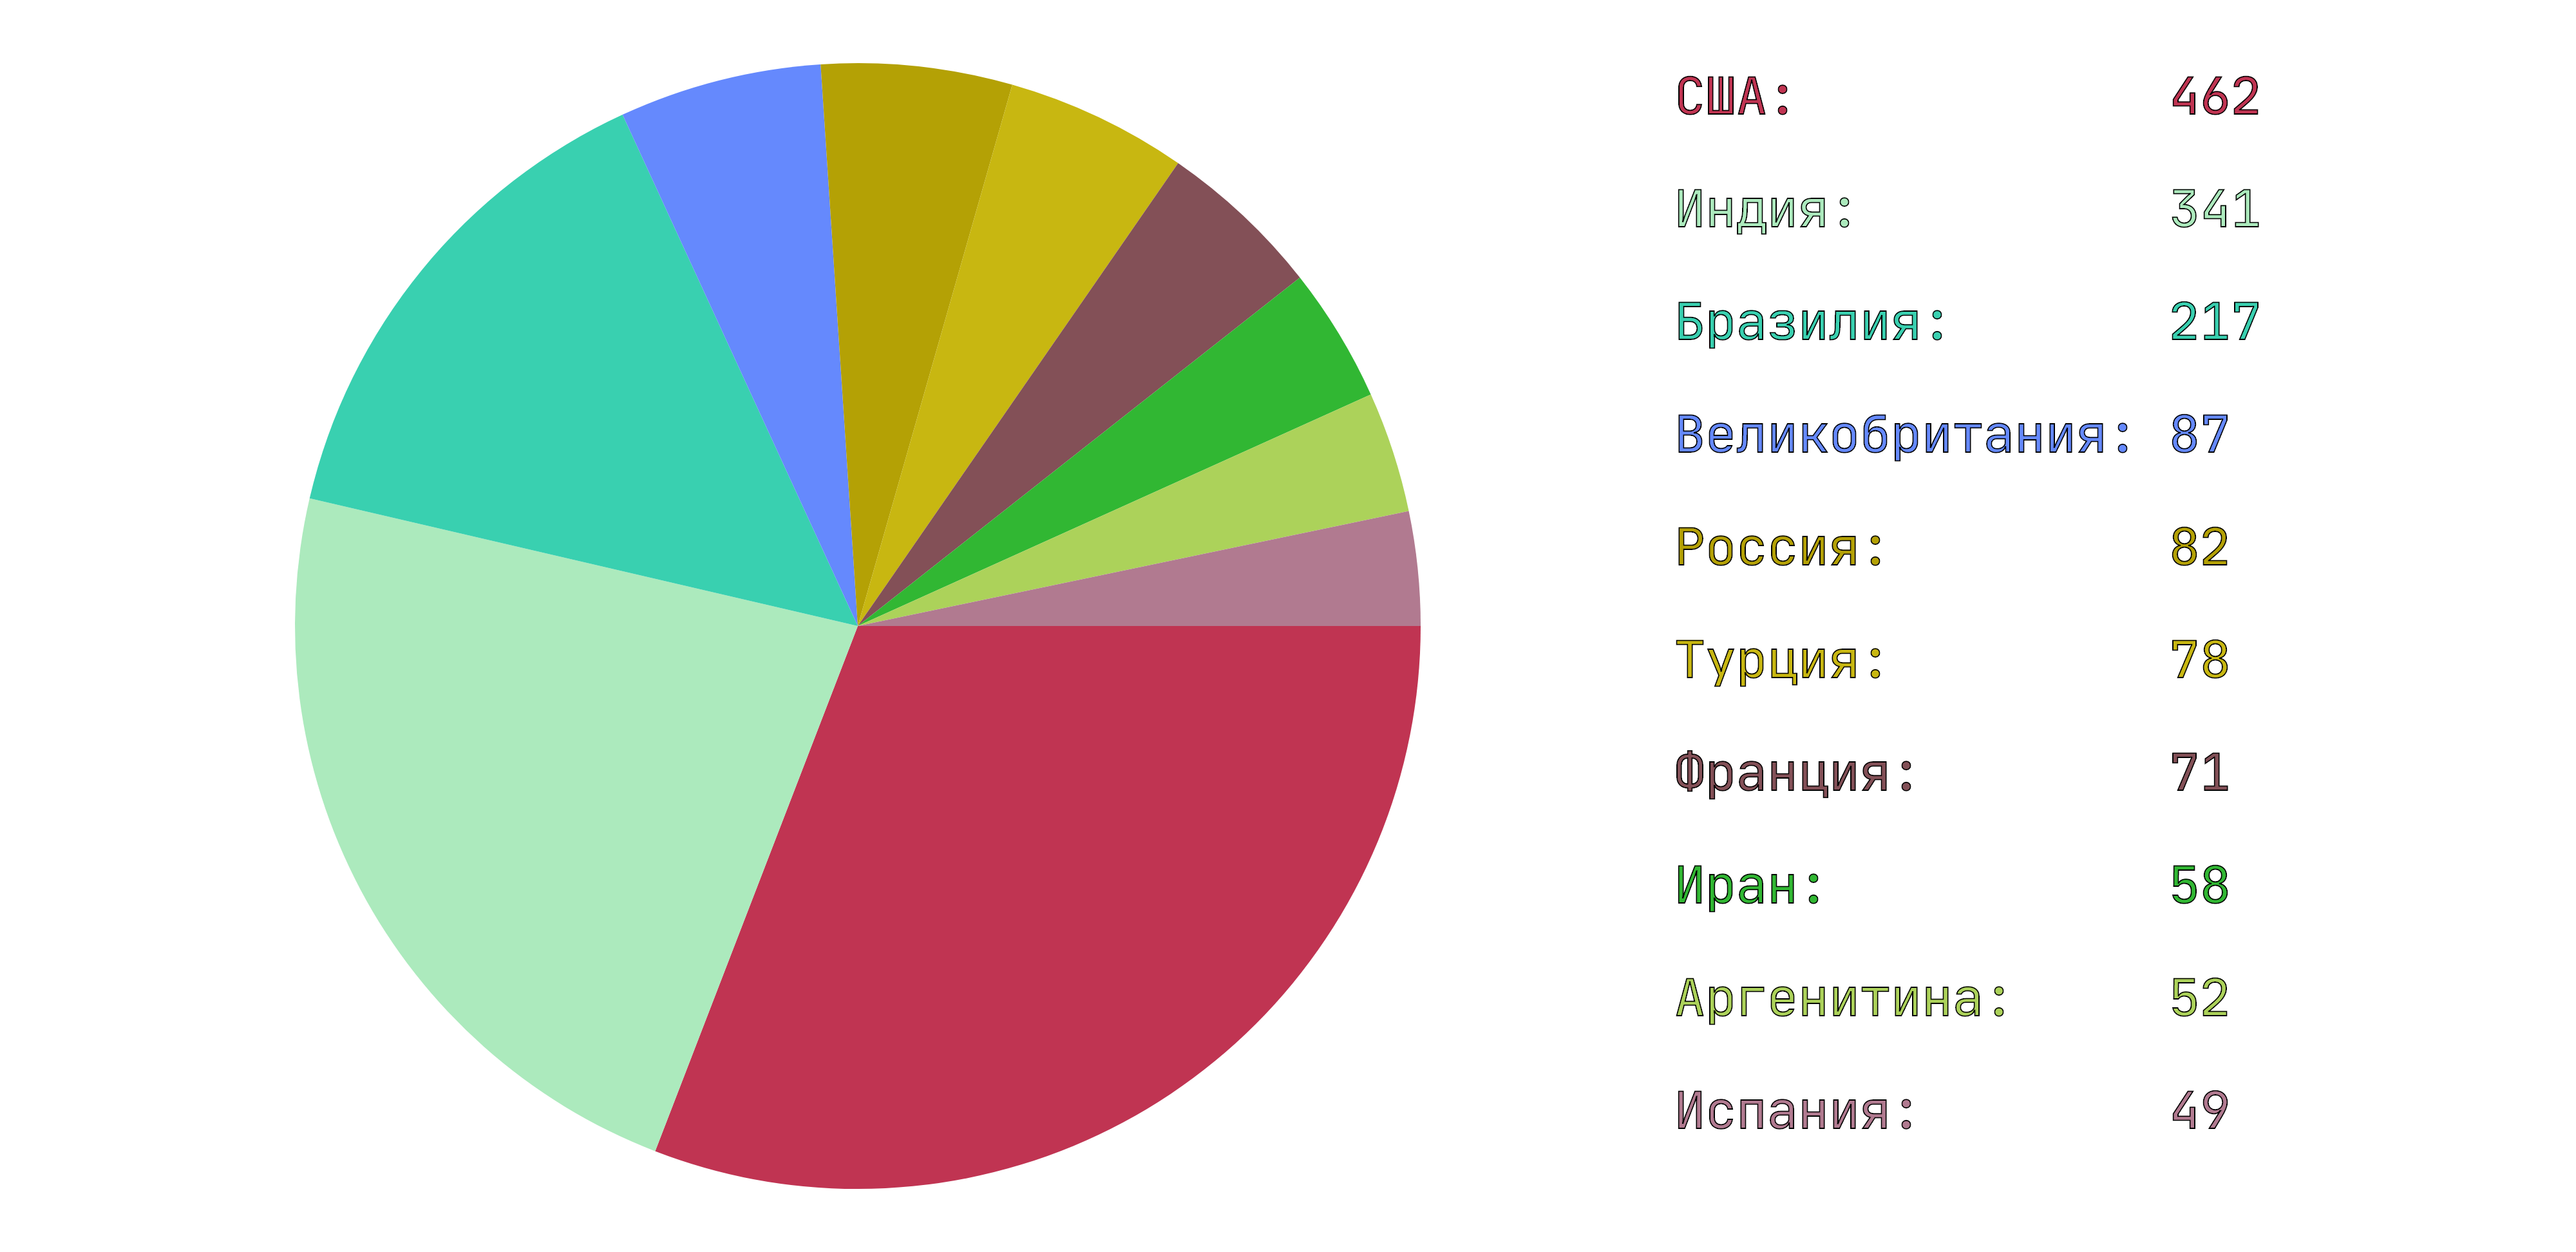 США: 462
Индия: 341
Бразилия: 217
Великобритания: 87
Россия: 82
Турция: 78
Франция: 71
Иран: 58
Аргенитина: 52
Испания: 49